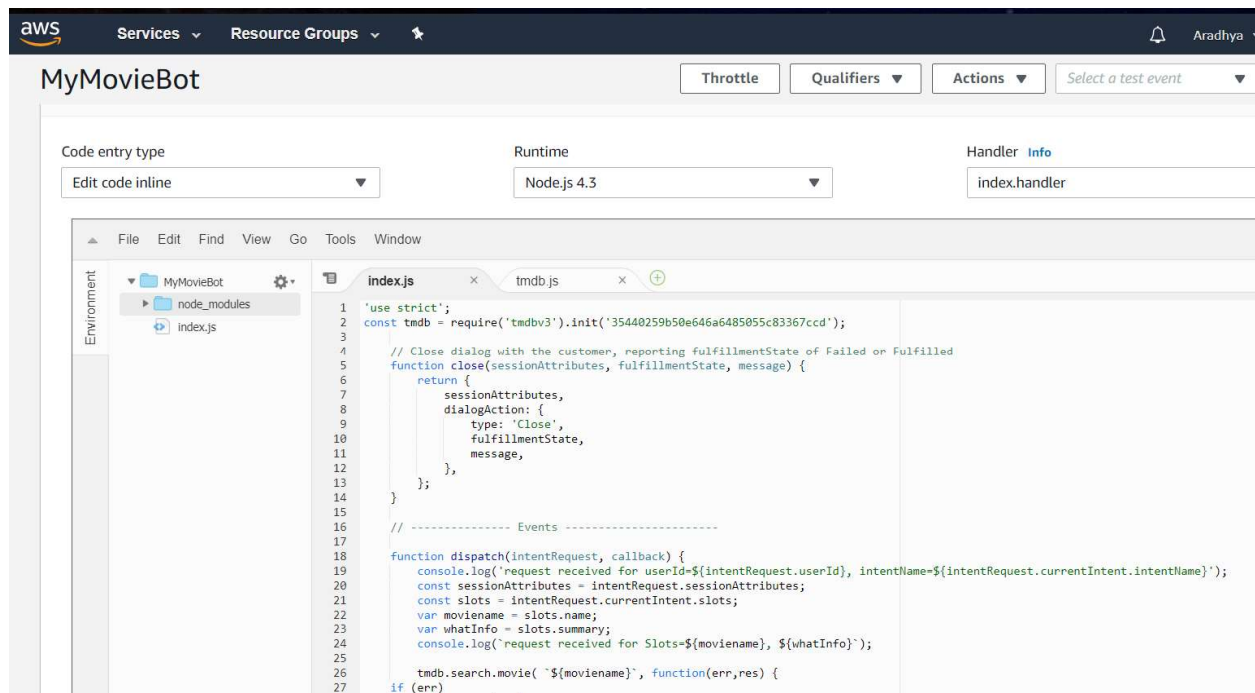 aws Services Resource Groups Aradhya
MyMovieBot Throttle Qualifiers Actions Select a test event
Code entry type Runtime Handler Info
Edit code inline Node.js 4.3 index.handler
File Edit Find View Go Tools Window
Environment
MyMovieBot
node_modules
index.js
index.js tmdb.js
1 'use strict';
2 const tmdb = require('tmdbv3').init('35440259b50e646a6485055c83367ccd');
3
4 // Close dialog with the customer, reporting fulfillmentState of Failed or Fulfilled
5 function close(sessionAttributes, fulfillmentState, message) {
6 return {
7 sessionAttributes,
8 dialogAction: {
9 type: 'Close',
10 fulfillmentState,
11 message,
12 },
13 };
14 }
15
16 // --------------- Events -----------------------
17
18 function dispatch(intentRequest, callback) {
19 console.log('request received for userId=${intentRequest.userId}, intentName=${intentRequest.currentIntent.intentName}');
20 const sessionAttributes = intentRequest.sessionAttributes;
21 const slots = intentRequest.currentIntent.slots;
22 var moviename = slots.name;
23 var whatInfo = slots.summary;
24 console.log(`request received for Slots=${moviename}, ${whatInfo}`);
25
26 tmdb.search.movie( `${moviename}`, function(err,res) {
27 if (err)